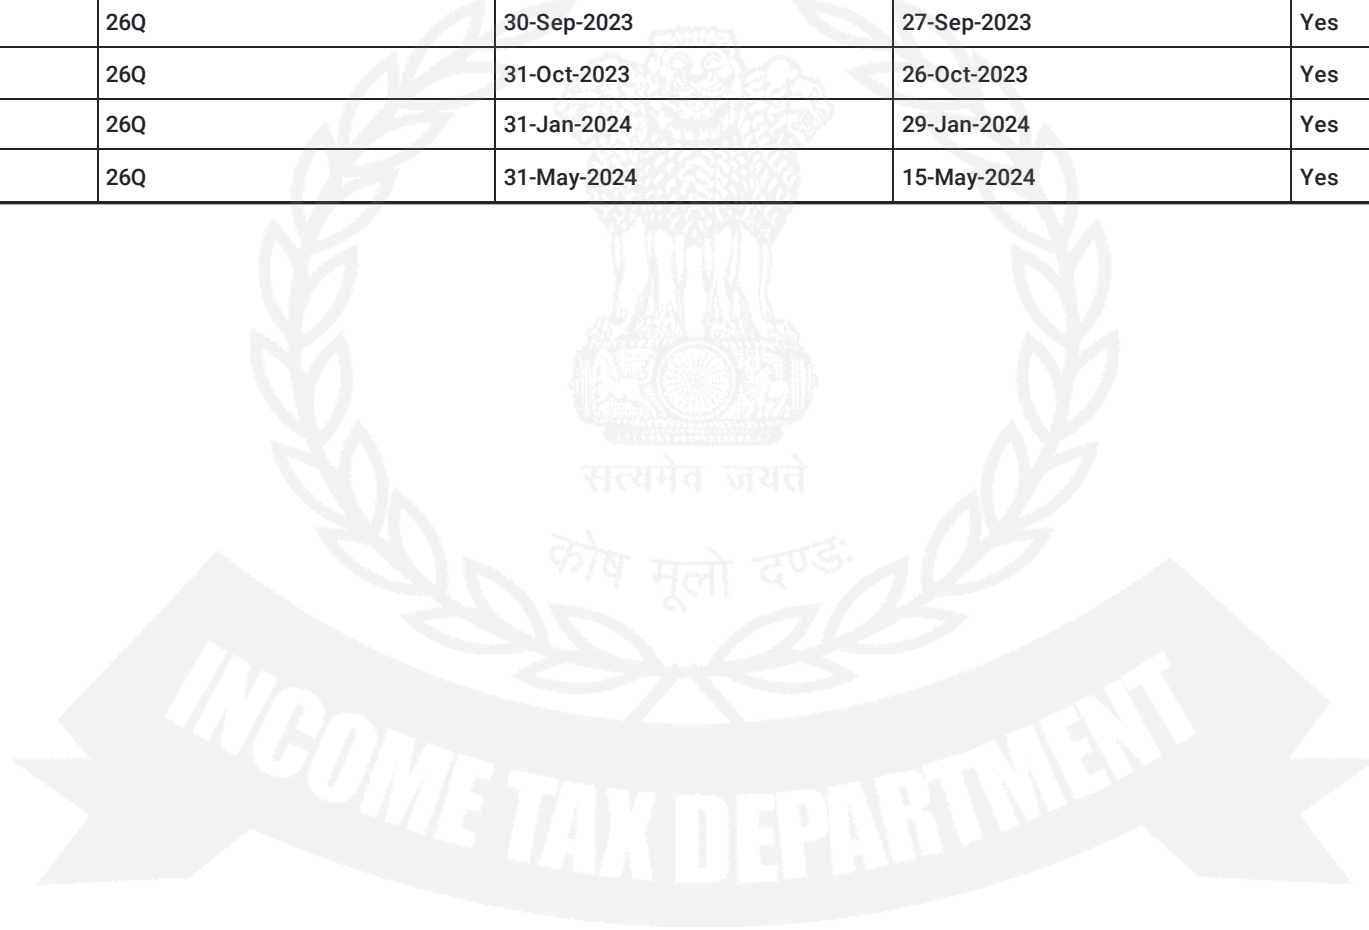 26Q 30-Sep-2023 27-Sep-2023 Yes
26Q 31-Oct-2023 26-Oct-2023 Yes
26Q 31-Jan-2024 29-Jan-2024 Yes
26Q 31-May-2024 15-May-2024 Yes
सत्यमेव जयते
कोष मूलो दण्डः
INCOME TAX DEPARTMENT